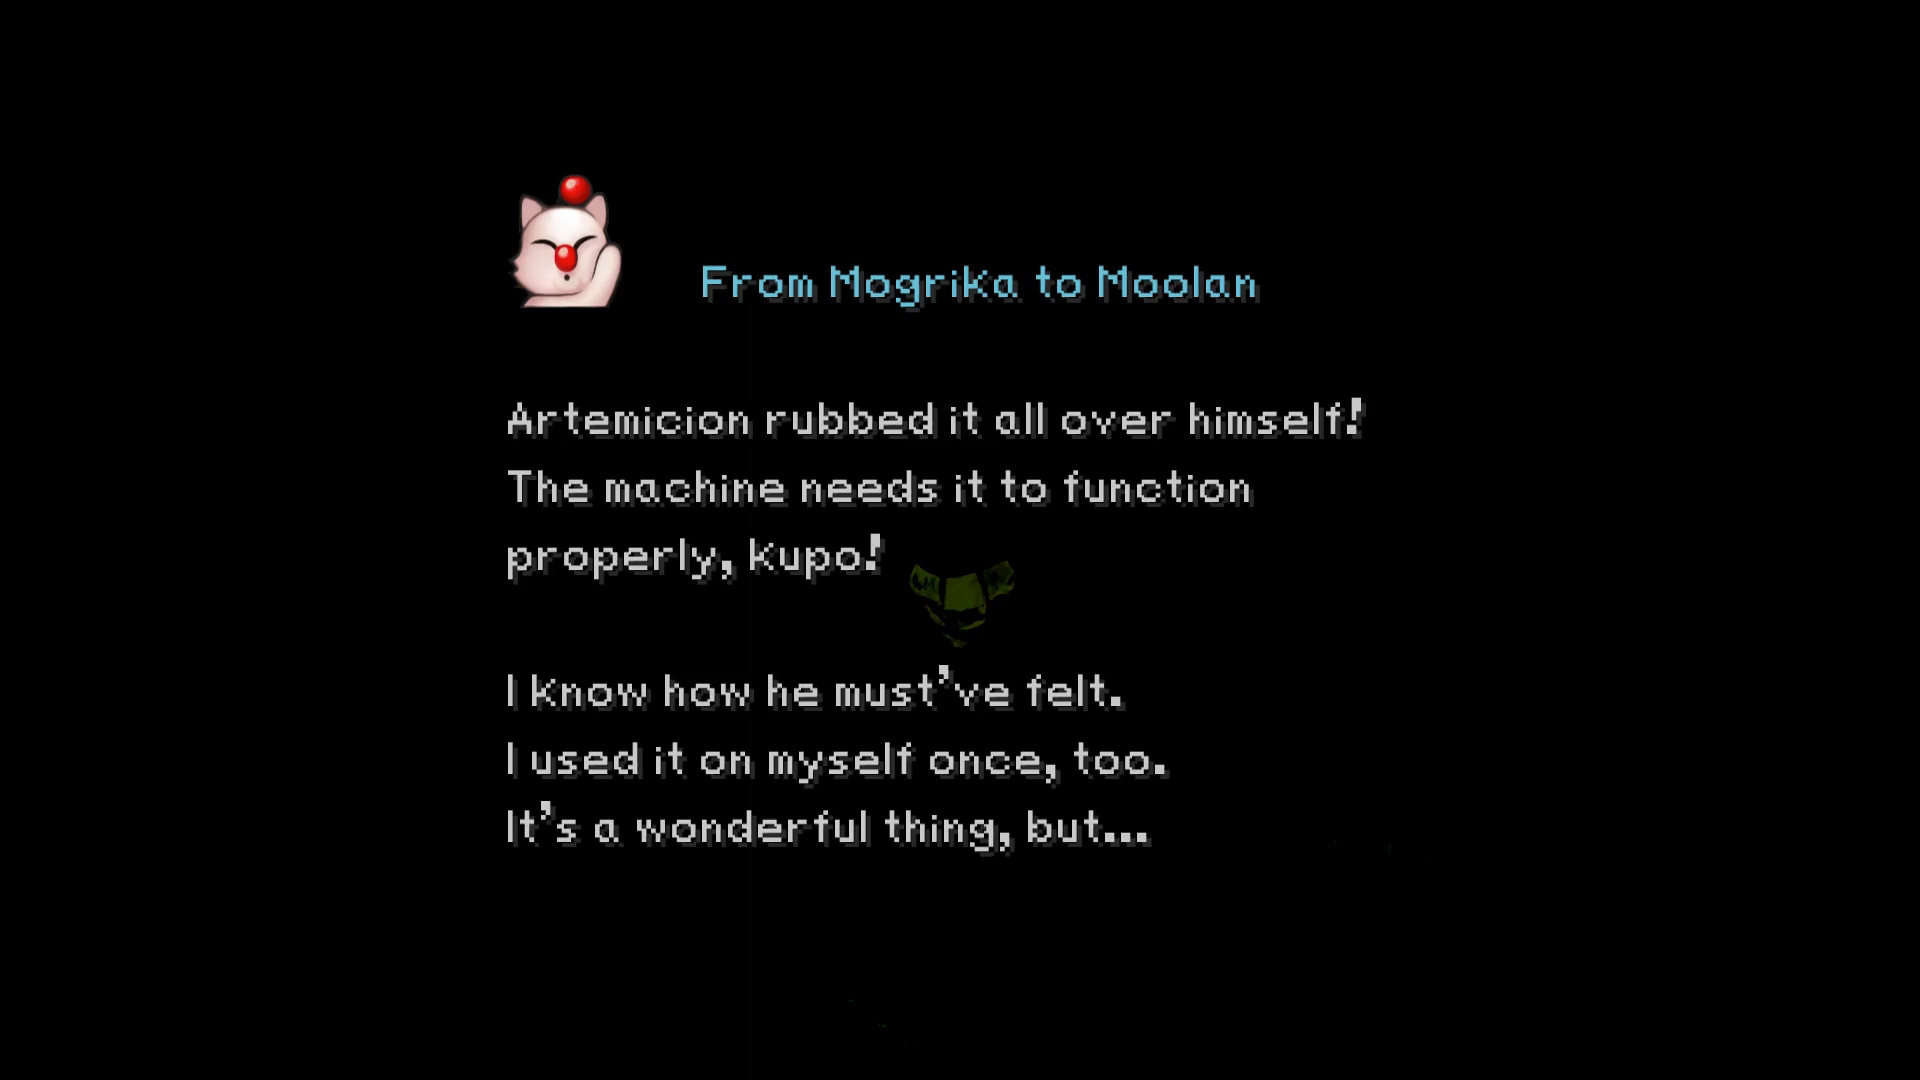 From Mogrika to Moolan
Artemicion rubbed it all over himself!
The machine needs it to function
properly, kupo!
I know how he must've felt.
I used it on myself once, too.
It's a wonderful thing, but...